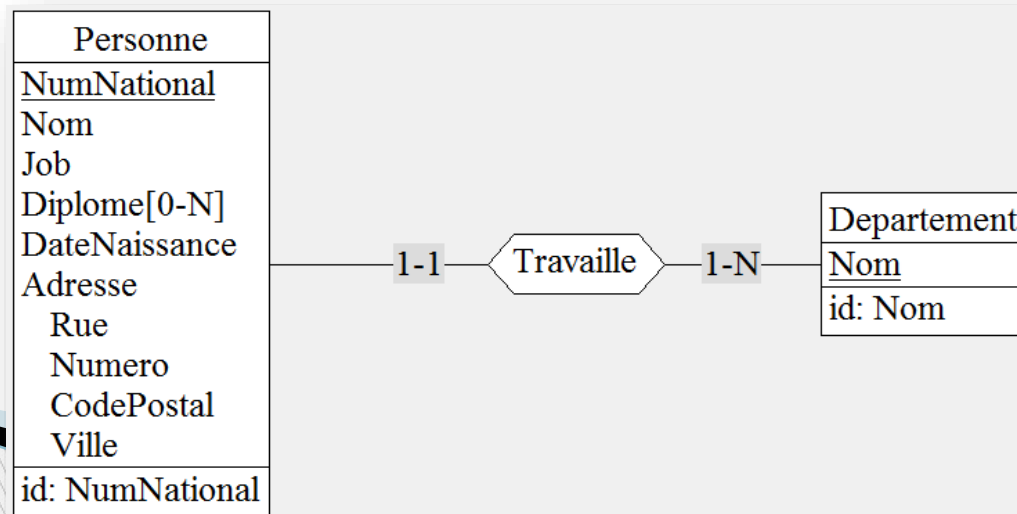 Personne
NumNational
Nom
Job
Diplome[0-N]
DateNaissance
Adresse
Rue
Numero
CodePostal
Ville
id: NumNational
1-1
Travaille
1-N
Departement
Nom
id: Nom